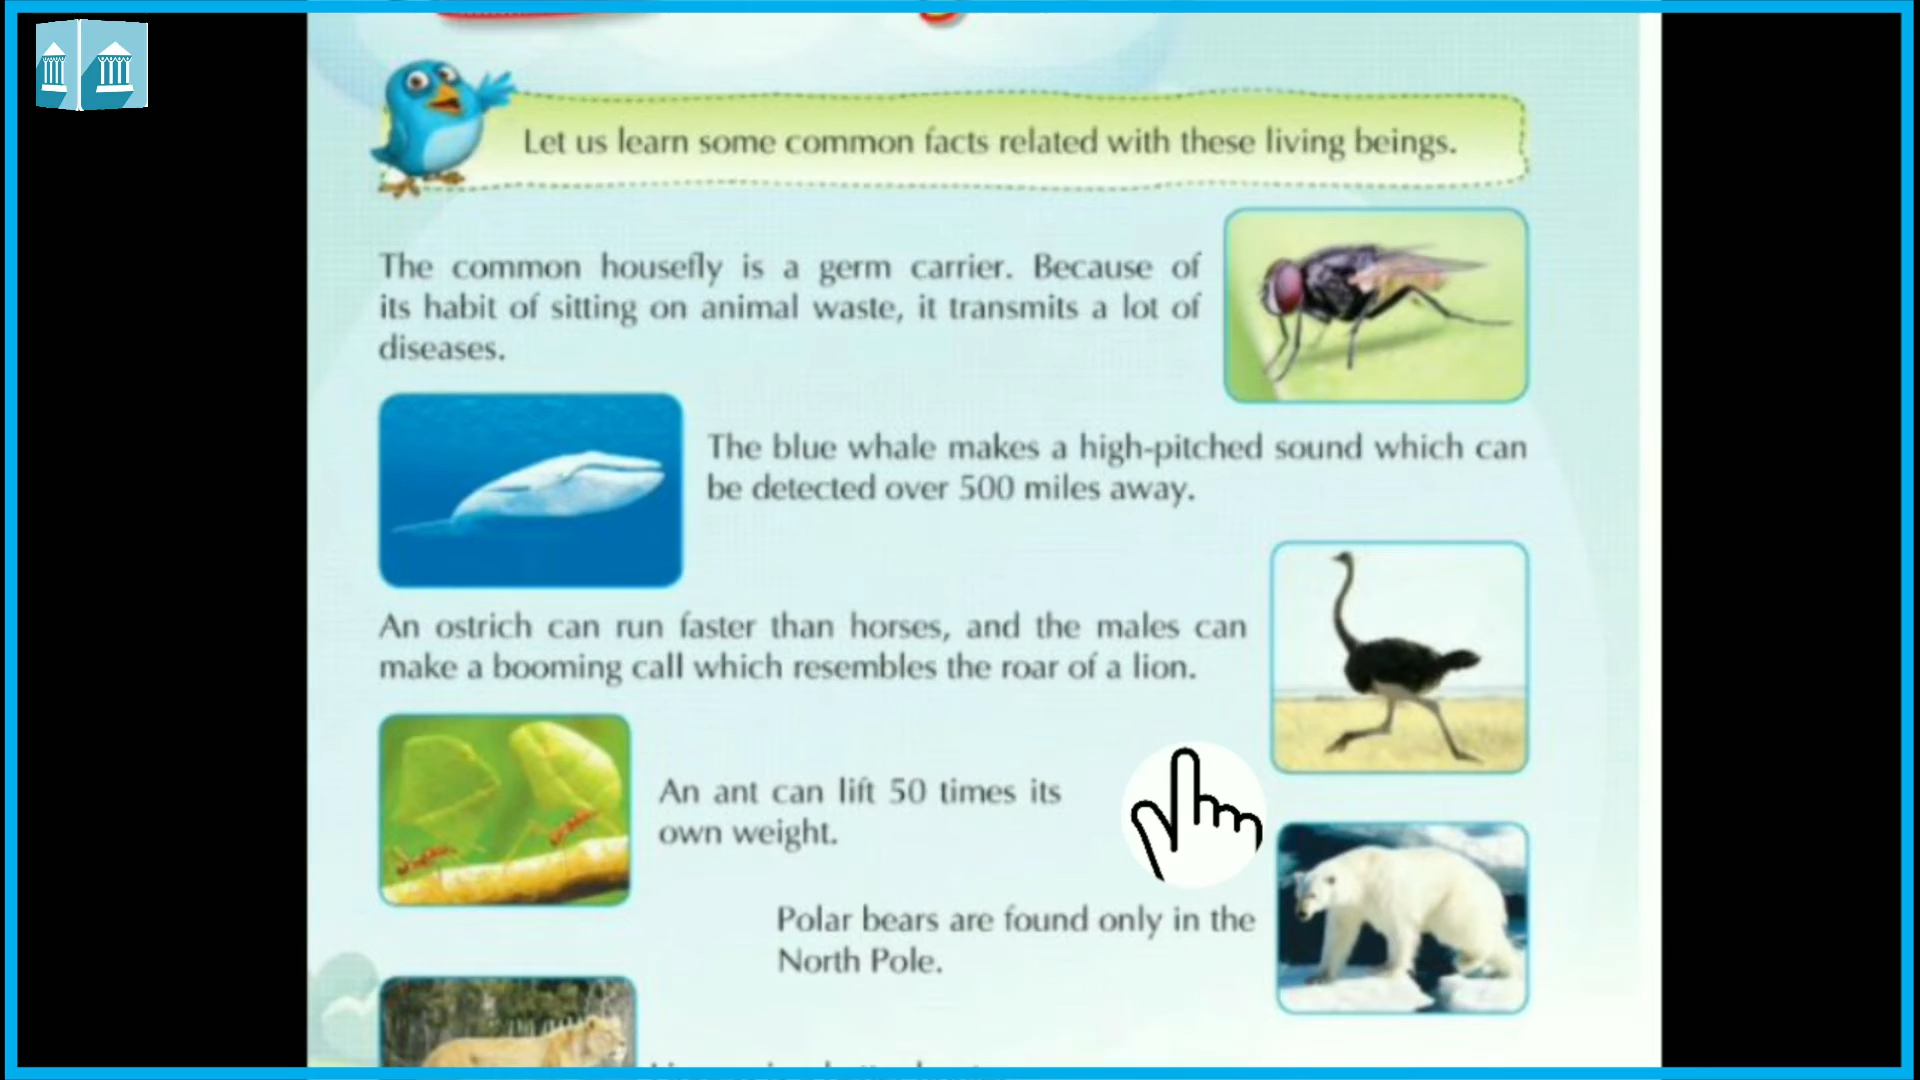 Let us learn some common facts related with these living beings.
The common housefly is a germ carrier. Because of
its habit of sitting on animal waste, it transmits a lot of
diseases.
The blue whale makes a high-pitched sound which can
be detected over 500 miles away.
An ostrich can run faster than horses, and the males can
make a booming call which resembles the roar of a lion.
An ant can lift 50 times its
own weight.
Polar bears are found only in the
North Pole.